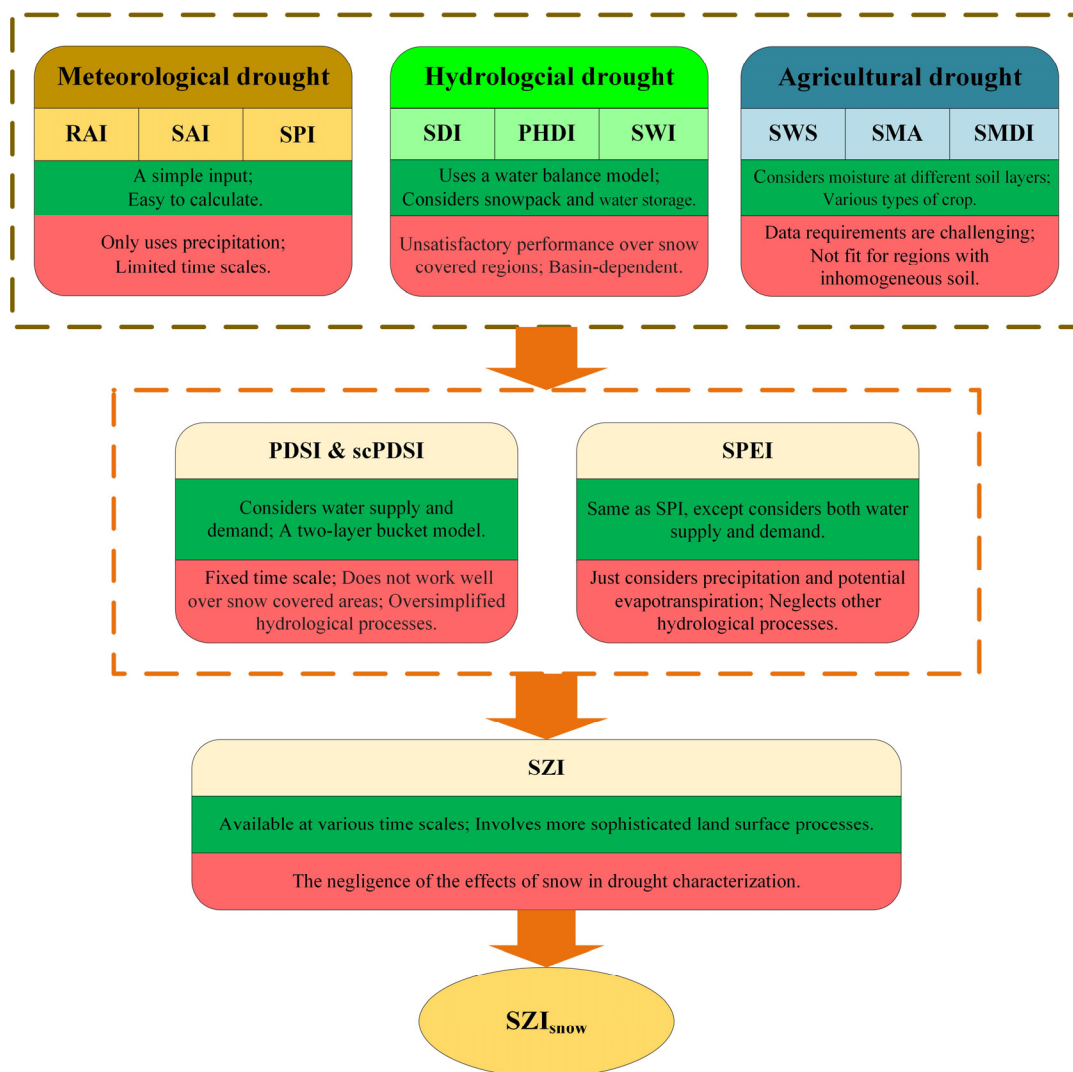 Meteorological drought
RAI
SAI
SPI
A simple input;
Easy to calculate.
Only uses precipitation;
Limited time scales.
Hydrologcial drought
SDI
PHDI
SWI
Uses a water balance model;
Considers snowpack and water storage.
Unsatisfactory performance over snow
covered regions; Basin-dependent.
Agricultural drought
SWS
SMA
SMDI
Considers moisture at different soil layers;
Various types of crop.
Data requirements are challenging;
Not fit for regions with
inhomogeneous soil.
PDSI & scPDSI
Considers water supply and
demand; A two-layer bucket model.
Fixed time scale; Does not work well
over snow covered areas; Oversimplified
hydrological processes.
SPEI
Same as SPI, except considers both water
supply and demand.
Just considers precipitation and potential
evapotranspiration; Neglects other
hydrological processes.
SZI
Available at various time scales; Involves more sophisticated land surface processes.
The negligence of the effects of snow in drought characterization.
SZIsnow